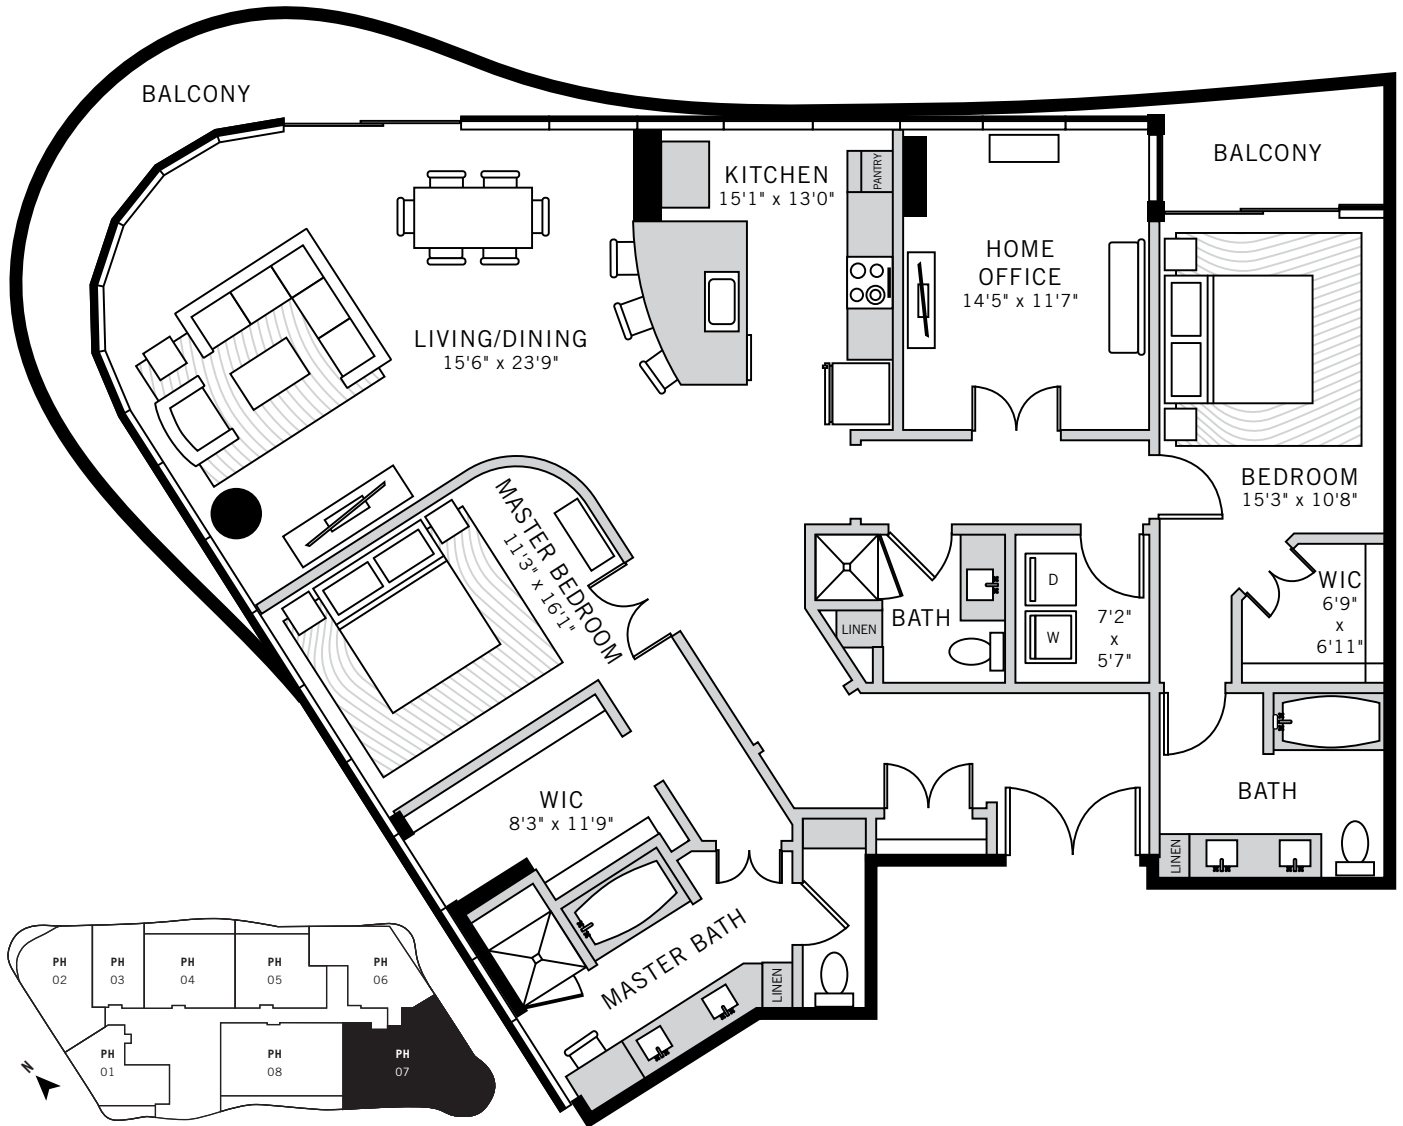 BALCONY
BALCONY
KITCHEN
15'1" x 13'0"
PANTRY
HOME
OFFICE
14'5" x 11'7"
LIVING/DINING
15'6" x 23'9"
BEDROOM
15'3" x 10'8"
MASTER BEDROOM
11'3" x 16'1"
WIC
6'9"
x
6'11"
BATH
LINEN
D
W
7'2"
x
5'7"
WIC
8'3" x 11'9"
BATH
LINEN
MASTER BATH
LINEN
PH
02
PH
03
PH
04
PH
05
PH
06
PH
01
PH
08
PH
07
N